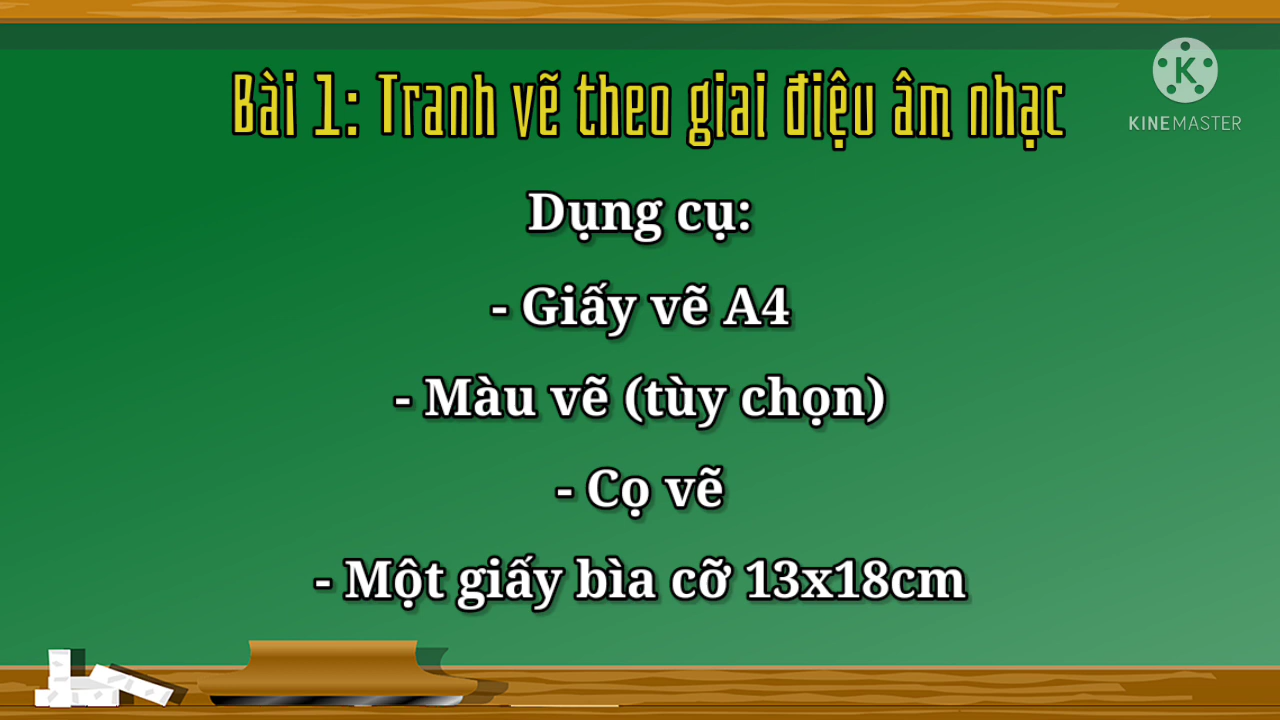 Bài 1: Tranh vẽ theo giai điệu âm nhạc
K
KINEMASTER
Dụng cụ:
- Giấy vẽ A4
- Màu vẽ (tùy chọn)
- Cọ vẽ
- Một giấy bìa cỡ 13x18cm